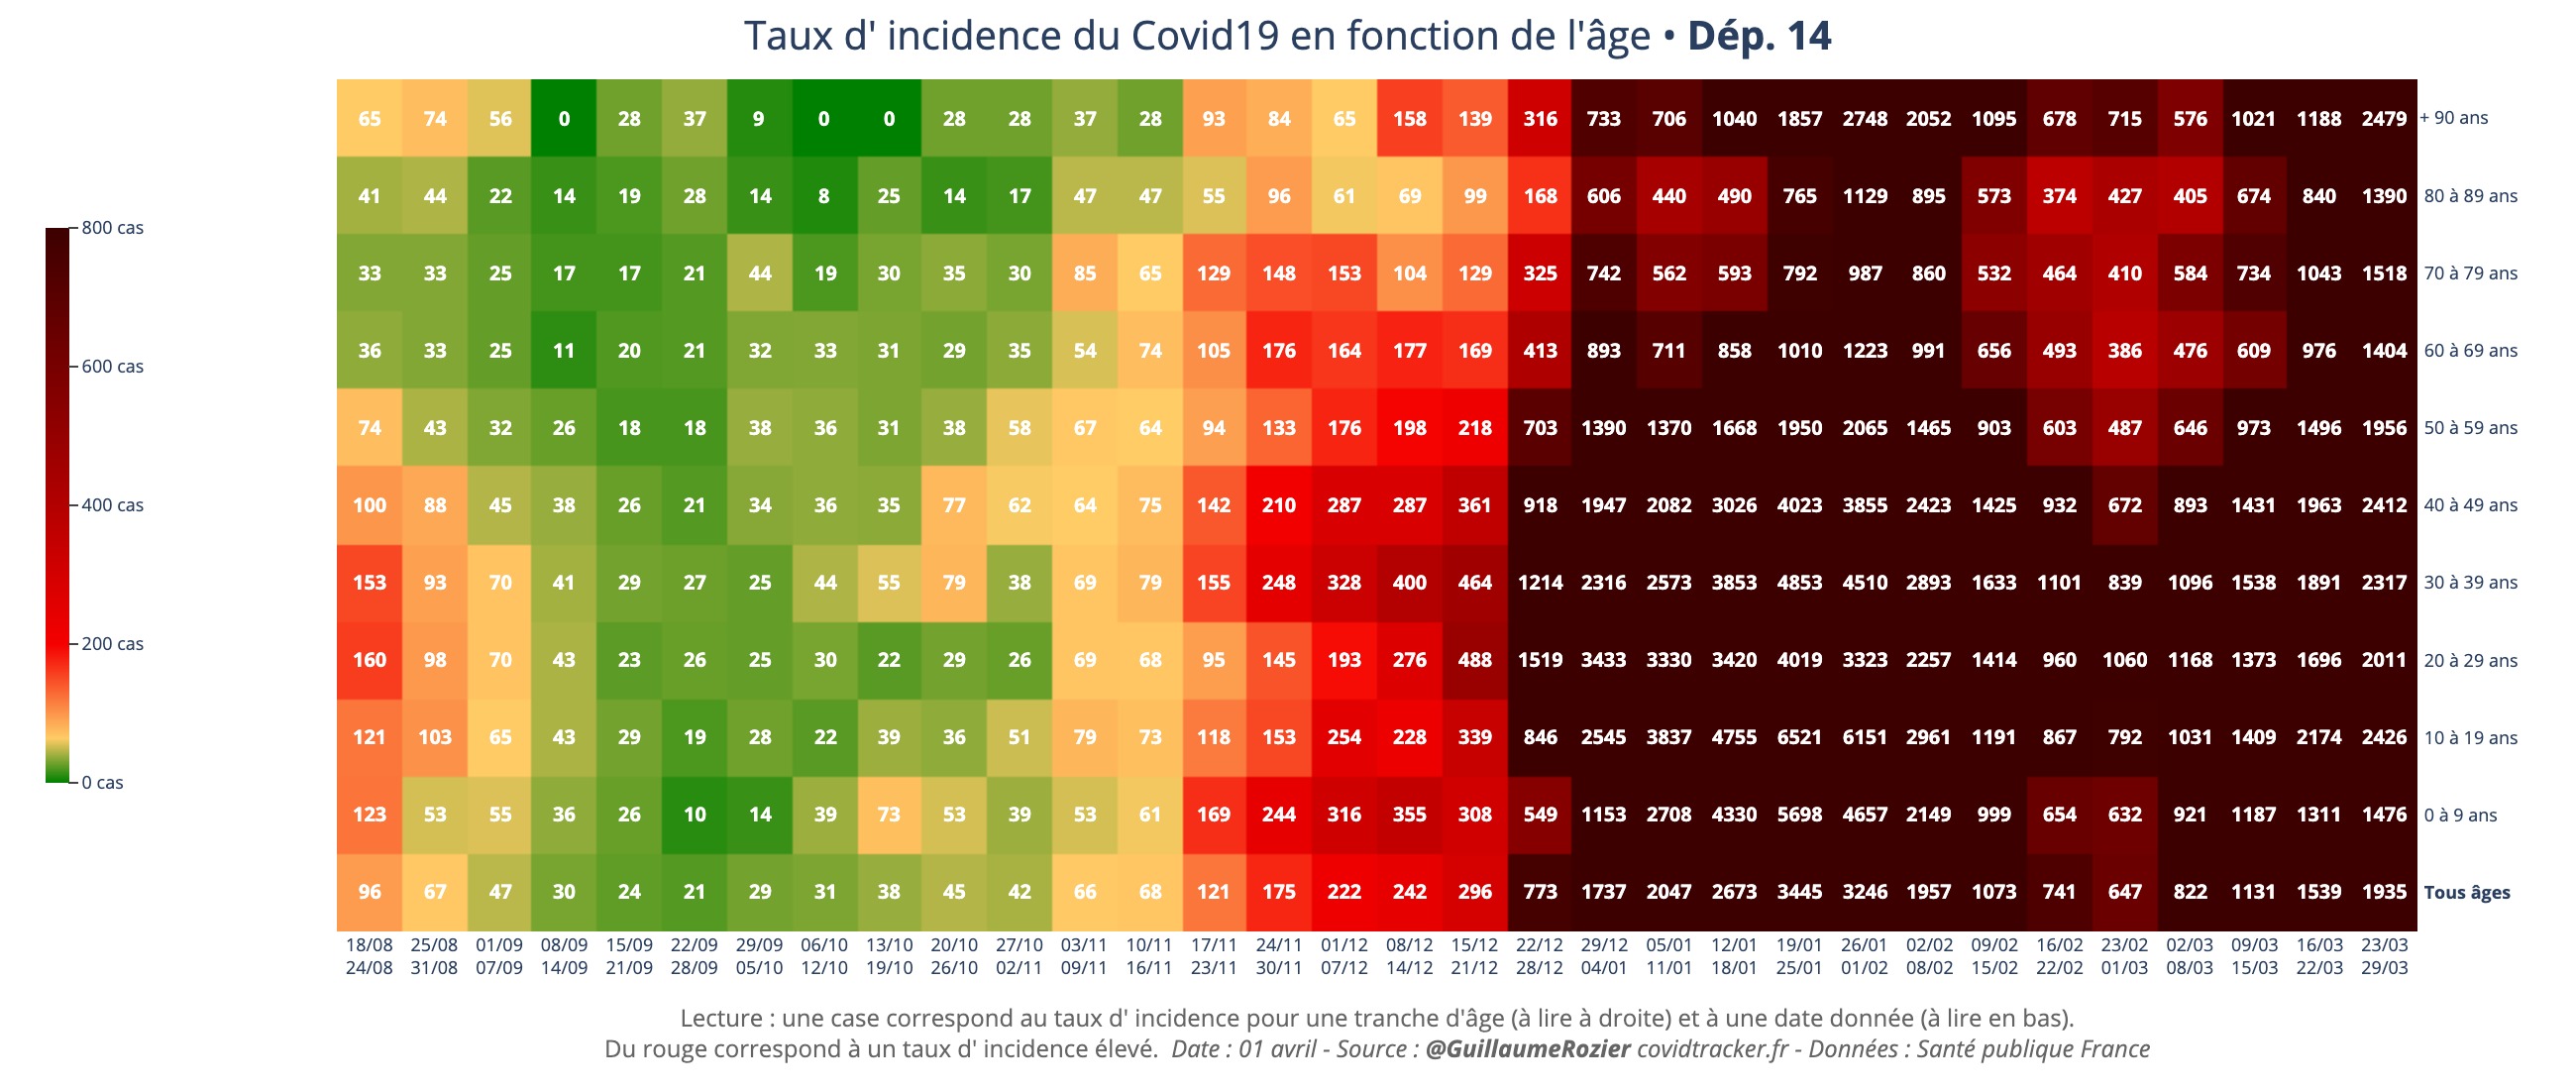 Taux d' incidence du Covid19 en fonction de l'âge • Dép. 14
65 74 56 0 28 37 9 0 0 28 28 37 28 93 84 65 158 139 316 733 706 1040 1857 2748 2052 1095 678 715 576 1021 1188 2479 + 90 ans
41 44 22 14 19 28 14 8 25 14 17 47 47 55 96 61 69 99 168 606 440 490 765 1129 895 573 374 427 405 674 840 1390 80 à 89 ans
800 cas
33 33 25 17 17 21 44 19 30 35 30 85 65 129 148 153 104 129 325 742 562 593 792 987 860 532 464 410 584 734 1043 1518 70 à 79 ans
36 33 25 11 20 21 32 33 31 29 35 54 74 105 176 164 177 169 413 893 711 858 1010 1223 991 656 493 386 476 609 976 1404 60 à 69 ans
600 cas
74 43 32 26 18 18 38 36 31 38 58 67 64 94 133 176 198 218 703 1390 1370 1668 1950 2065 1465 903 603 487 646 973 1496 1956 50 à 59 ans
400 cas
100 88 45 38 26 21 34 36 35 77 62 64 75 142 210 287 287 361 918 1947 2082 3026 4023 3855 2423 1425 932 672 893 1431 1963 2412 40 à 49 ans
153 93 70 41 29 27 25 44 55 79 38 69 79 155 248 328 400 464 1214 2316 2573 3853 4853 4510 2893 1633 1101 839 1096 1538 1891 2317 30 à 39 ans
200 cas
160 98 70 43 23 26 25 30 22 29 26 69 68 95 145 193 276 488 1519 3433 3330 3420 4019 3323 2257 1414 960 1060 1168 1373 1696 2011 20 à 29 ans
121 103 65 43 29 19 28 22 39 36 51 79 73 118 153 254 228 339 846 2545 3837 4755 6521 6151 2961 1191 867 792 1031 1409 2174 2426 10 à 19 ans
0 cas
123 53 55 36 26 10 14 39 73 53 39 53 61 169 244 316 355 308 549 1153 2708 4330 5698 4657 2149 999 654 632 921 1187 1311 1476 0 à 9 ans
96 67 47 30 24 21 29 31 38 45 42 66 68 121 175 222 242 296 773 1737 2047 2673 3445 3246 1957 1073 741 647 822 1131 1539 1935 Tous âges
18/08 25/08 01/09 08/09 15/09 22/09 29/09 06/10 13/10 20/10 27/10 03/11 10/11 17/11 24/11 01/12 08/12 15/12 22/12 29/12 05/01 12/01 19/01 26/01 02/02 09/02 16/02 23/02 02/03 09/03 16/03 23/03
24/08 31/08 07/09 14/09 21/09 28/09 05/10 12/10 19/10 26/10 02/11 09/11 16/11 23/11 30/11 07/12 14/12 21/12 28/12 04/01 11/01 18/01 25/01 01/02 08/02 15/02 22/02 01/03 08/03 15/03 22/03 29/03
Lecture : une case correspond au taux d' incidence pour une tranche d'âge (à lire à droite) et à une date donnée (à lire en bas).
Du rouge correspond à un taux d' incidence élevé. Date : 01 avril - Source : @GuillaumeRozier covidtracker.fr - Données : Santé publique France